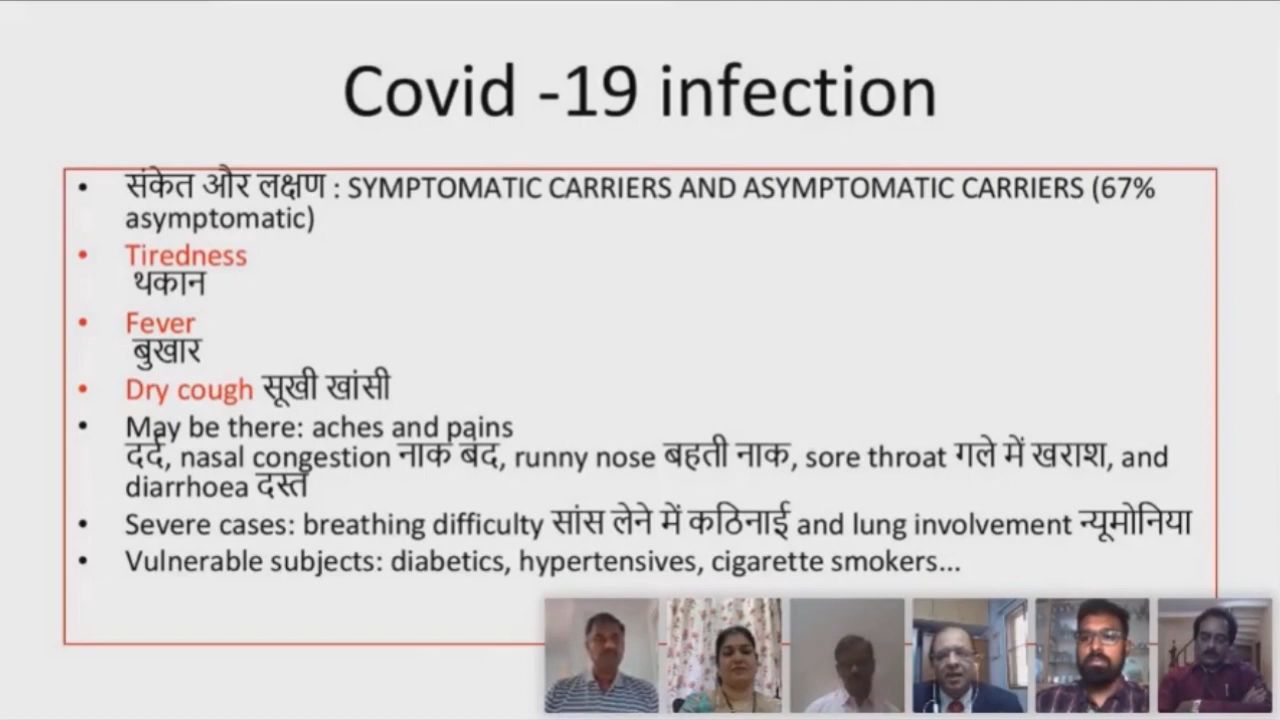 Covid -19 infection
• संकेत और लक्षण : SYMPTOMATIC CARRIERS AND ASYMPTOMATIC CARRIERS (67%
asymptomatic)
• Tiredness
थकान
• Fever
बुखार
• Dry cough सूखी खांसी
• May be there: aches and pains
दर्द, nasal congestion नाक बंद, runny nose बहती नाक, sore throat गले में खराश, and
diarrhoea दस्त
• Severe cases: breathing difficulty सांस लेने में कठिनाई and lung involvement न्यूमोनिया
• Vulnerable subjects: diabetics, hypertensives, cigarette smokers...